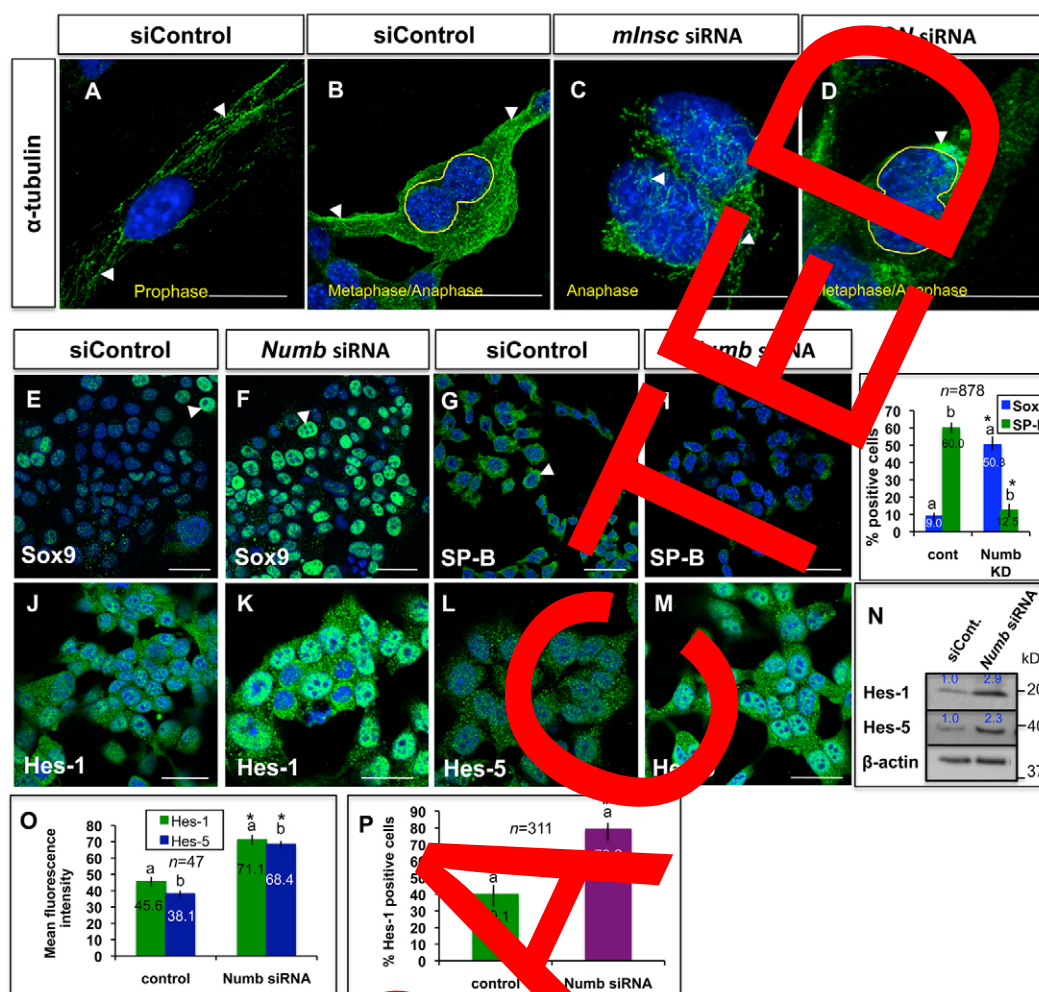 siControl siControl mInsc siRNA siRNA
α-tubulin
A B C D
Prophase Metaphase/Anaphase Anaphase Metaphase/Anaphase
siControl Numb siRNA siControl Numb siRNA
E F G H
Sox9 Sox9 SP-B SP-B
n=878
Sox
SP-B
% positive cells
70
60
50
40
30
20
10
0
a b * a * b
9.0 60.0 50.3 12.5
cont Numb
KD
J K L M
Hes-1 Hes-1 Hes-5
N
siCont. Numb siRNA
kD
1.0 2.9
Hes-1 20
1.0 2.3
Hes-5 40
β-actin
37
O
Hes-1
Hes-5
n=47
Mean fluorescence
intensity
80
70
60
50
40
30
20
10
0
a b * a * b
45.6 38.1 71.1 68.4
control Numb siRNA
P
n=311
% Hes-1 positive cells
90
80
70
60
50
40
30
20
10
0
a * a
control Numb siRNA
ACTED